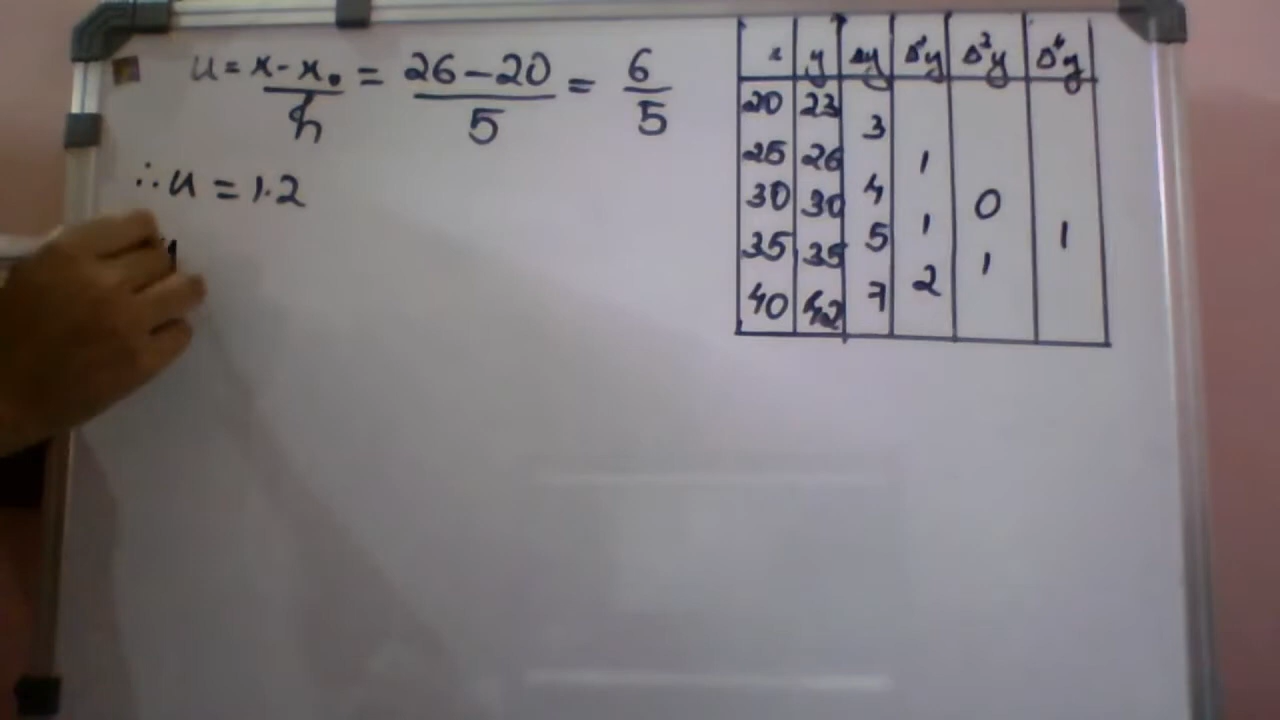 u = x - x₀ / h = 26 - 20 / 5 = 6 / 5
∴ u = 1.2
x y Δy Δ²y Δ³y Δ⁴y
20 23
3
25 26 1
30 30 4 0
35 35 5 1 1
40 42 7 2 1